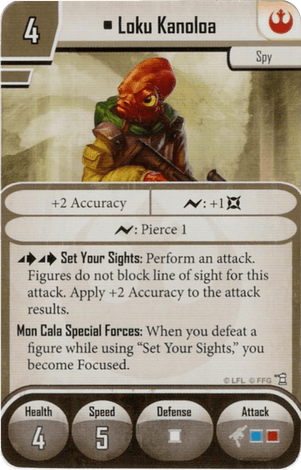 4
Loku Kanoloa
Spy
+2 Accuracy
: +1
: Pierce 1
Set Your Sights: Perform an attack.
Figures do not block line of sight for this
attack. Apply +2 Accuracy to the attack
results.
Mon Cala Special Forces: When you defeat a
figure while using “Set Your Sights,” you
become Focused.
© LFL © FFG
Health
Speed
Defense
Attack
4
5